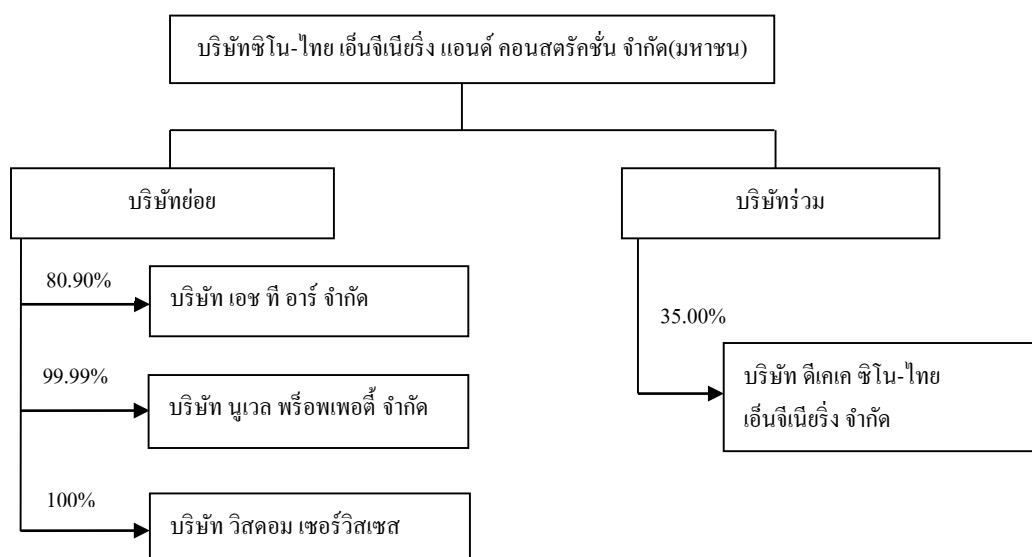 บริษัทซิโน-ไทย เอ็นจีเนียริ่ง แอนด์ คอนสตรัคชั่น จำกัด(มหาชน)
บริษัทย่อย
บริษัทร่วม
80.90%
บริษัท เอช ที อาร์ จำกัด
35.00%
99.99%
บริษัท นูเวล พร็อพเพอตี้ จำกัด
บริษัท ดีเคเค ซิโน-ไทย
เอ็นจีเนียริ่ง จำกัด
100%
บริษัท วิสดอม เซอร์วิสเซส